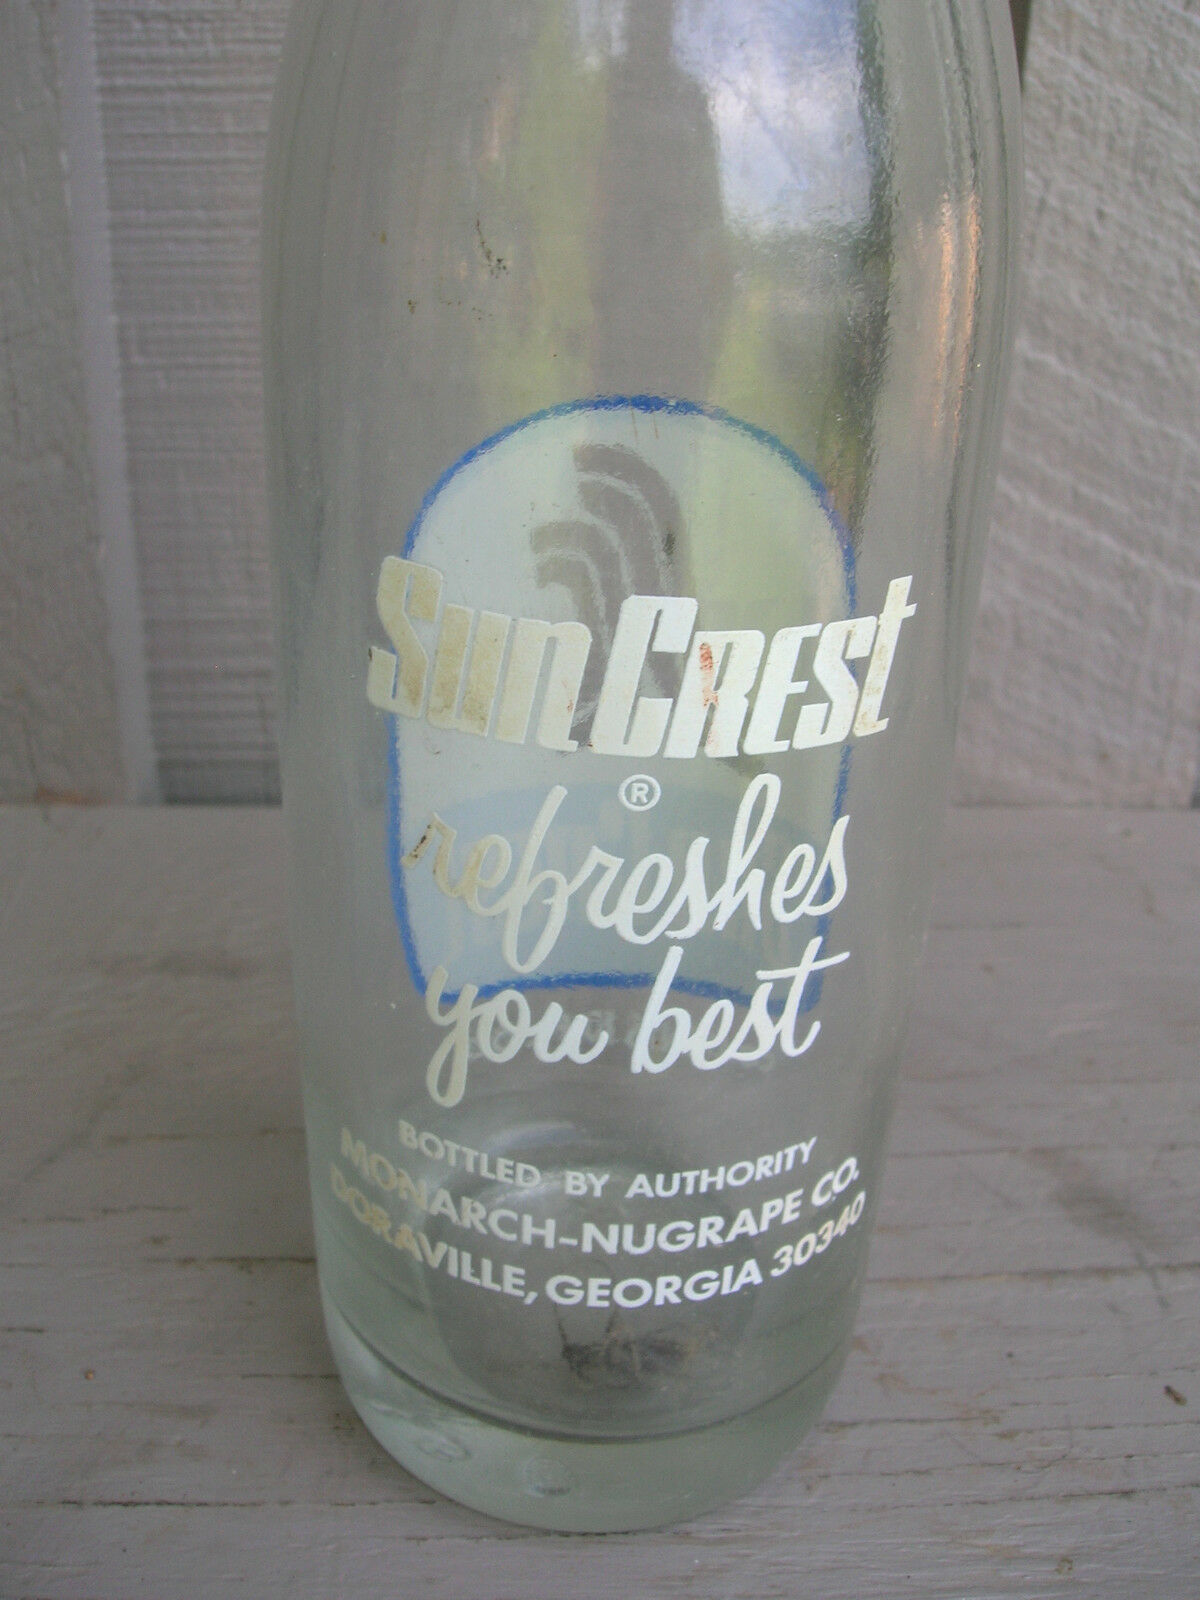 SunCrest
®
refreshes
you best
BOTTLED BY AUTHORITY
MONARCH-NUGRAPE CO.
DORAVILLE, GEORGIA 30340